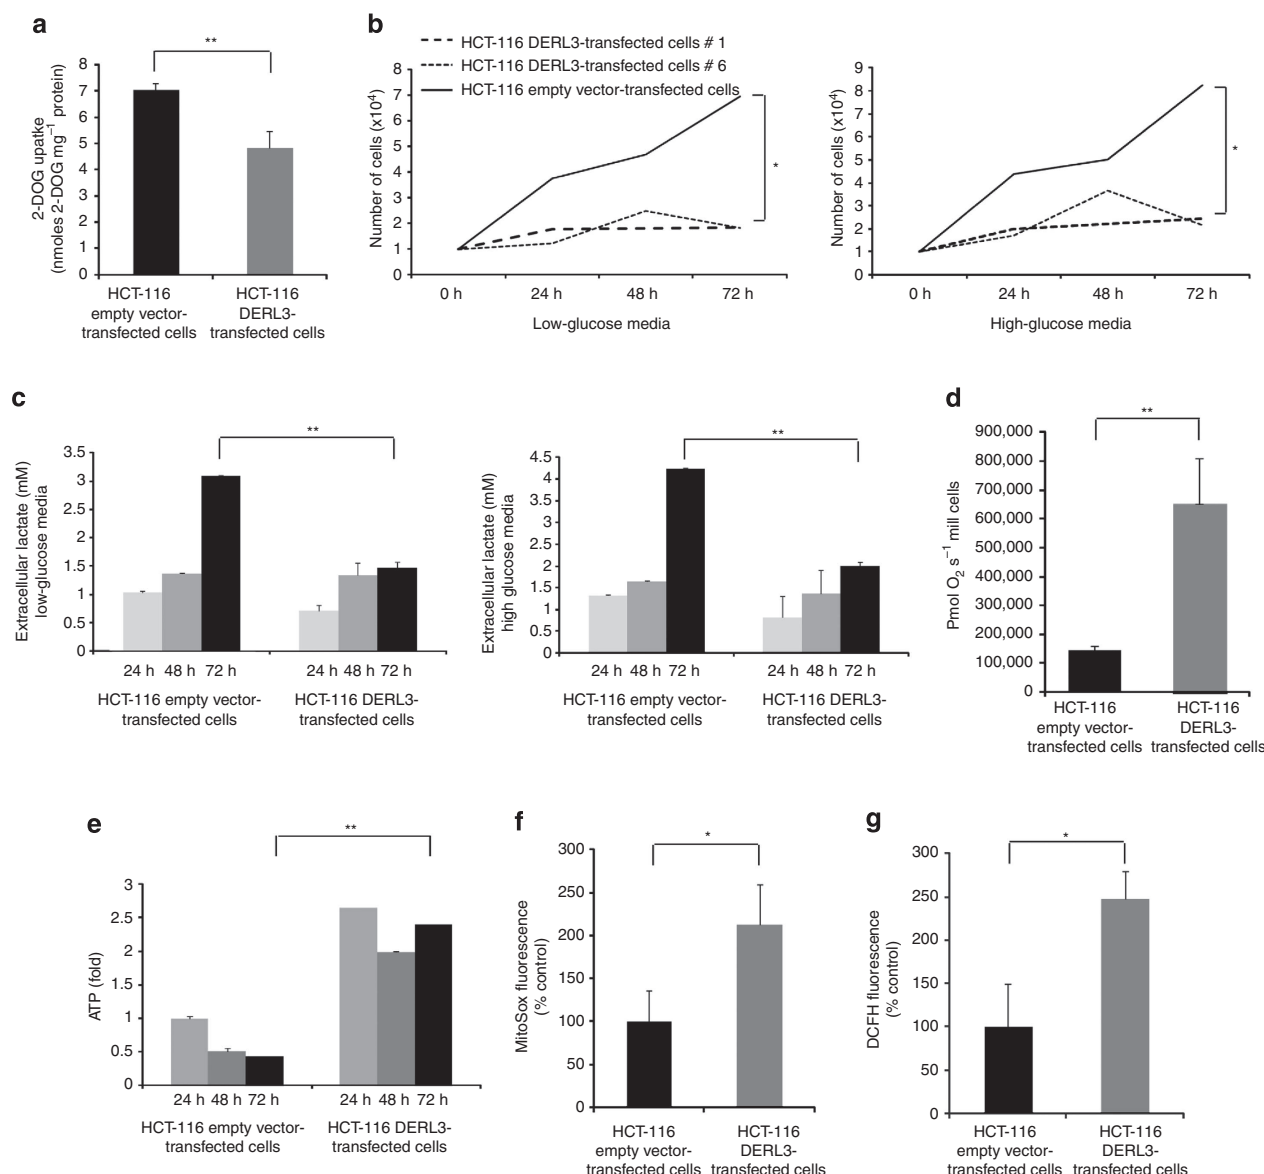 a
**
8
7
6
5
4
3
2
1
0
2-DOG upatke
(nmoles 2-DOG mg⁻¹ protein)
HCT-116
empty vector-
transfected cells
HCT-116
DERL3-
transfected cells
b
HCT-116 DERL3-transfected cells # 1
HCT-116 DERL3-transfected cells # 6
HCT-116 empty vector-transfected cells
8
7
6
5
4
3
2
1
0
Number of cells (x10⁴)
*
0 h 24 h 48 h 72 h
Low-glucose media
9
8
7
6
5
4
3
2
1
0
Number of cells (x10⁴)
*
0 h 24 h 48 h 72 h
High-glucose media
c
**
3.5
3
2.5
2
1.5
1
0.5
0
Extracellular lactate (mM)
low-glucose media
24 h 48 h 72 h
24 h 48 h 72 h
HCT-116 empty vector-
transfected cells
HCT-116 DERL3-
transfected cells
**
4.5
4
3.5
3
2.5
2
1.5
1
0.5
0
Extracellular lactate (mM)
high glucose media
24 h 48 h 72 h
24 h 48 h 72 h
HCT-116 empty vector-
transfected cells
HCT-116 DERL3-
transfected cells
d
**
900,000
800,000
700,000
600,000
500,000
400,000
300,000
200,000
100,000
0
Pmol O₂ s⁻¹ mill cells
HCT-116
empty vector-
transfected cells
HCT-116
DERL3-
transfected cells
e
**
3
2.5
2
1.5
1
0.5
0
ATP (fold)
24 h 48 h 72 h
24 h 48 h 72 h
HCT-116 empty vector-
transfected cells
HCT-116 DERL3-
transfected cells
f
*
300
250
200
150
100
50
0
MitoSox fluorescence
(% control)
HCT-116
empty vector-
transfected cells
HCT-116
DERL3-
transfected cells
g
*
300
250
200
150
100
50
0
DCFH fluorescence
(% control)
HCT-116
empty vector-
transfected cells
HCT-116
DERL3-
transfected cells